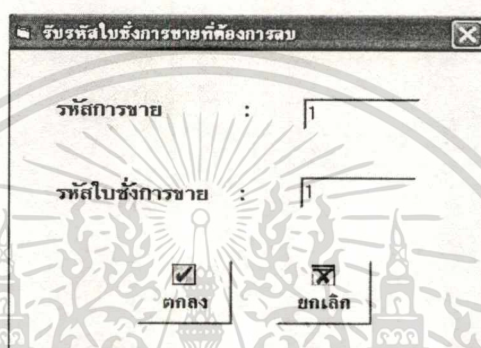 รับรหัสใบชั่งการขายที่ต้องการลบ
รหัสการขาย : 1
รหัสใบชั่งการขาย : 1
ตกลง ยกเลิก